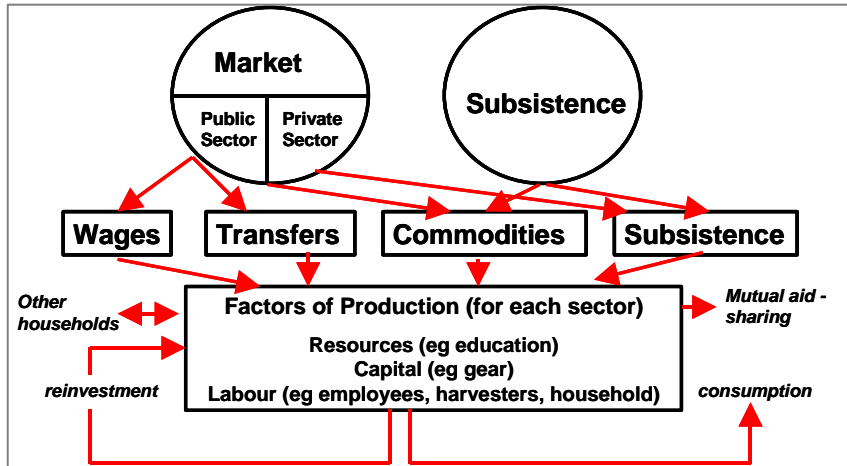 Market
Public
Sector
Private
Sector
Subsistence
Wages
Transfers
Commodities
Subsistence
Other
households
Factors of Production (for each sector)
Resources (eg education)
Capital (eg gear)
Labour (eg employees, harvesters, household)
Mutual aid -
sharing
reinvestment
consumption